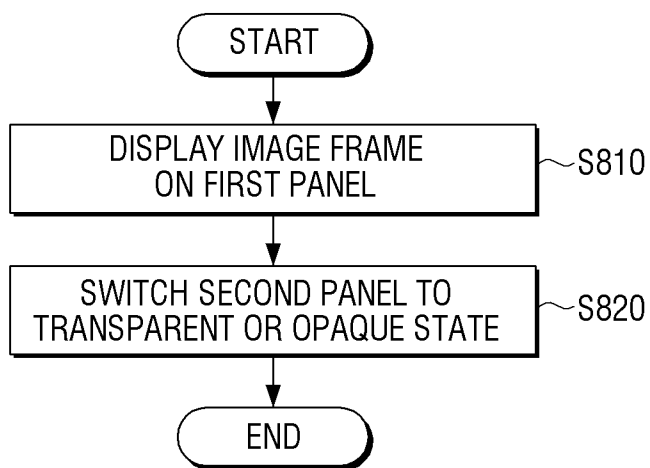 START
DISPLAY IMAGE FRAME
ON FIRST PANEL
S810
SWITCH SECOND PANEL TO
TRANSPARENT OR OPAQUE STATE
S820
END